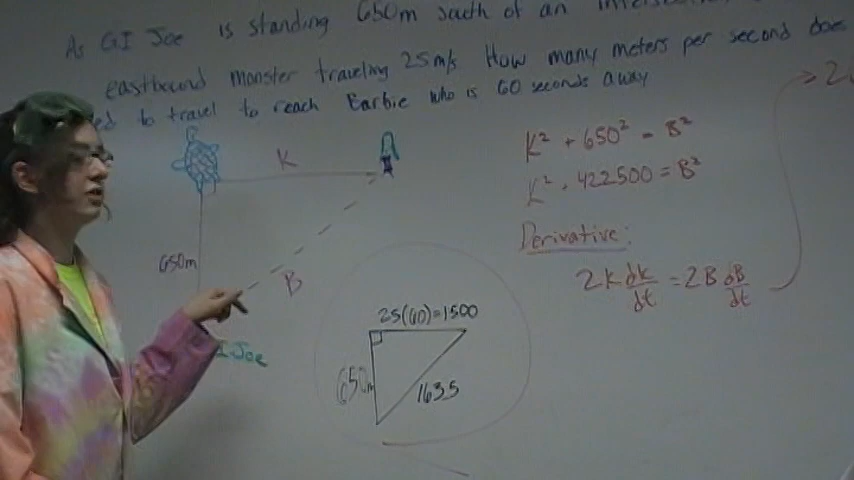 As GI Joe is standing 650m south of an
eastbound monster traveling 25m/s How many meters per second does
to travel to reach Barbie who is 60 seconds away
K
650m
B
Joe
K² + 650² = B²
K² + 422500 = B²
Derivative:
2K dk/dt = 2B dB/dt
25(60)=1500
650m
1635